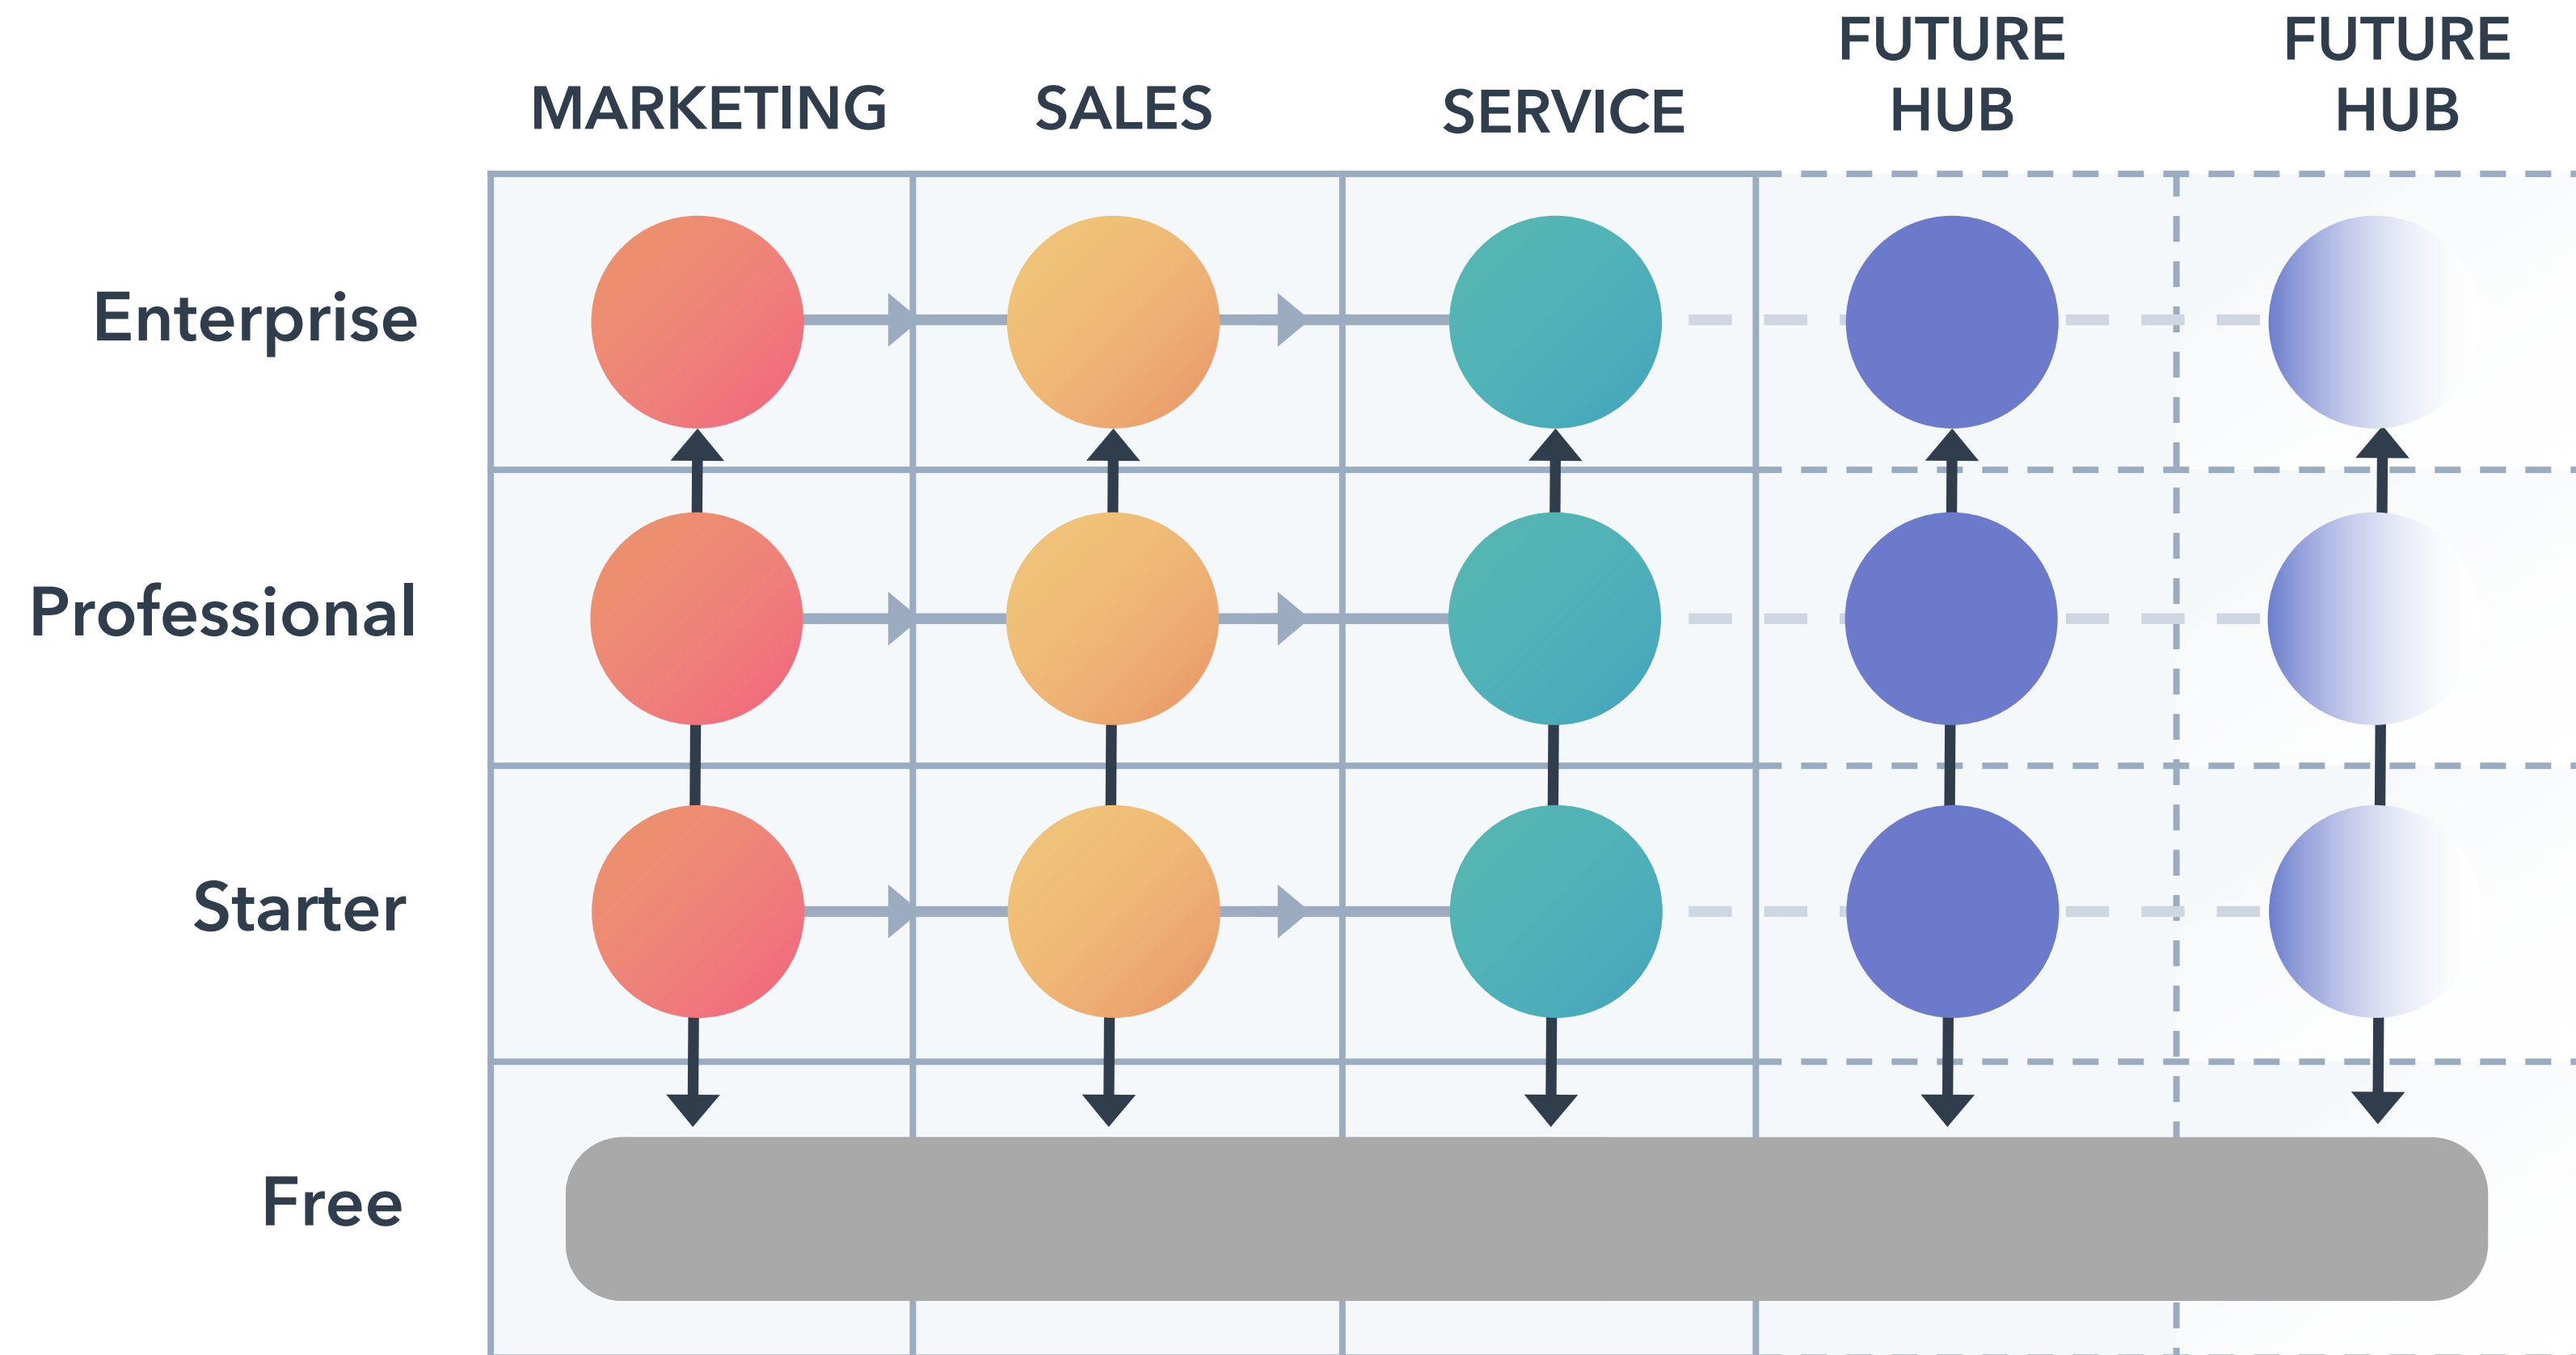 MARKETING
SALES
SERVICE
FUTURE
HUB
FUTURE
HUB
Enterprise
Professional
Starter
Free